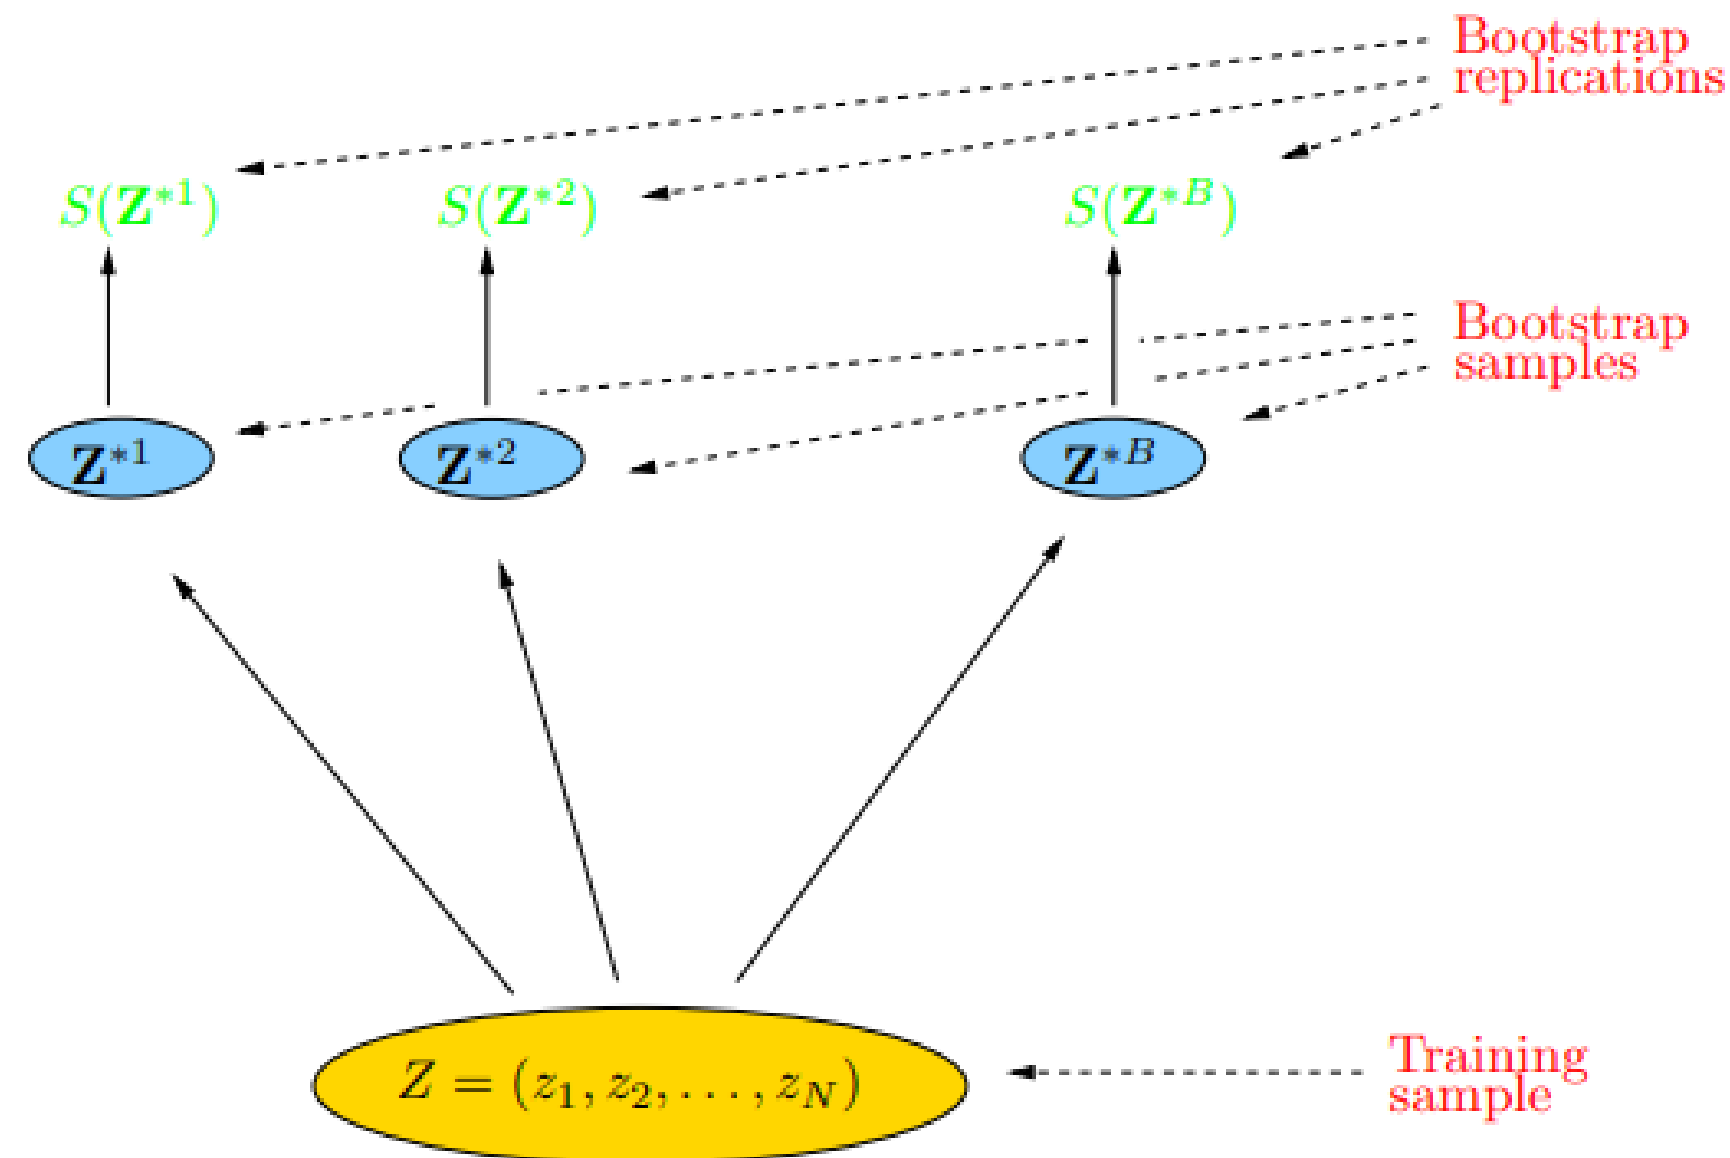 Bootstrap
replications
S(Z*1) S(Z*2) S(Z*B)
Bootstrap
samples
Z*1 Z*2 Z*B
Z = (z1, z2, . . . , zN)
Training
sample